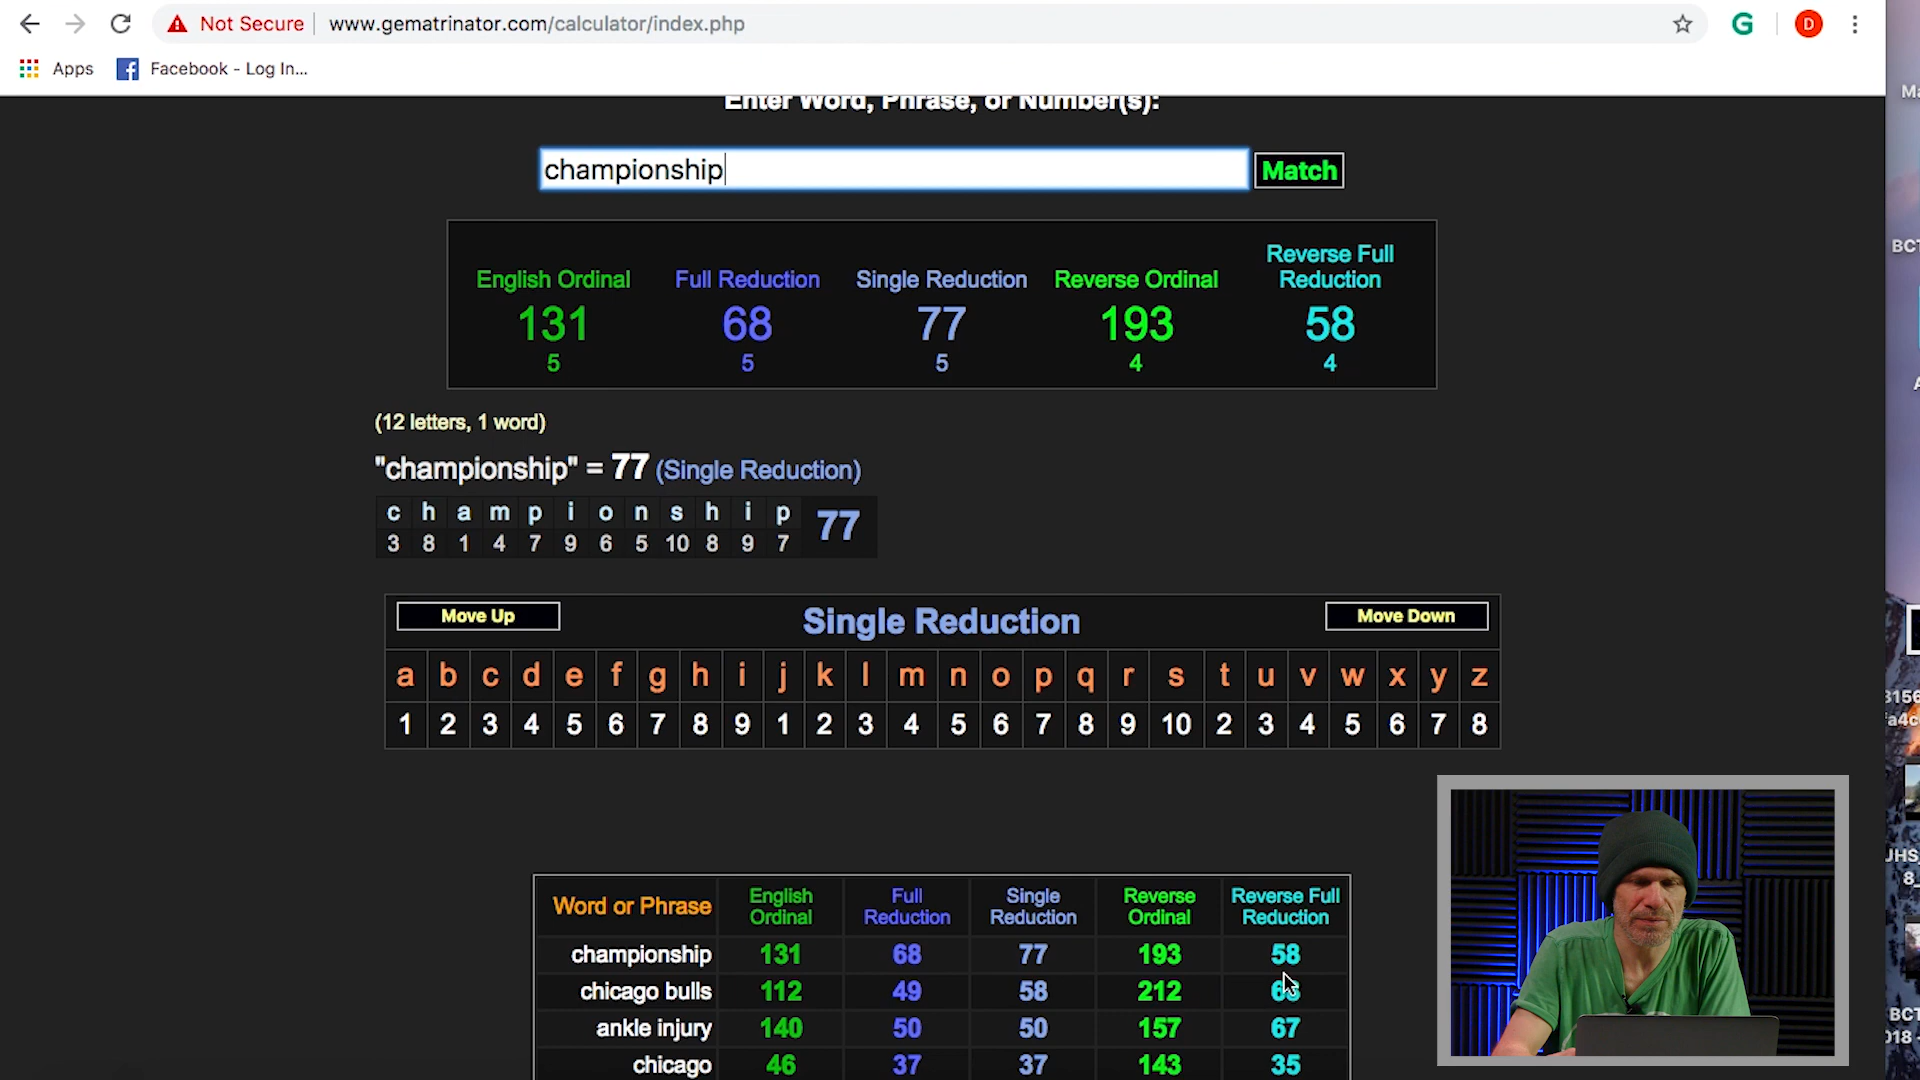 Not Secure www.gematrinator.com/calculator/index.php G D
Apps Facebook - Log In...
Enter Word, Phrase, or Number(s):
championship Match
English Ordinal Full Reduction Single Reduction Reverse Ordinal Reverse Full Reduction
131 68 77 193 58
5 5 5 4 4
(12 letters, 1 word)
"championship" = 77 (Single Reduction)
c h a m p i o n s h i p 77
3 8 1 4 7 9 6 5 10 8 9 7
Move Up Single Reduction Move Down
a b c d e f g h i j k l m n o p q r s t u v w x y z
1 2 3 4 5 6 7 8 9 1 2 3 4 5 6 7 8 9 10 2 3 4 5 6 7 8
Word or Phrase English Ordinal Full Reduction Single Reduction Reverse Ordinal Reverse Full Reduction
championship 131 68 77 193 58
chicago bulls 112 49 58 212
ankle injury 140 50 50 157 67
chicago 46 37 37 143 35